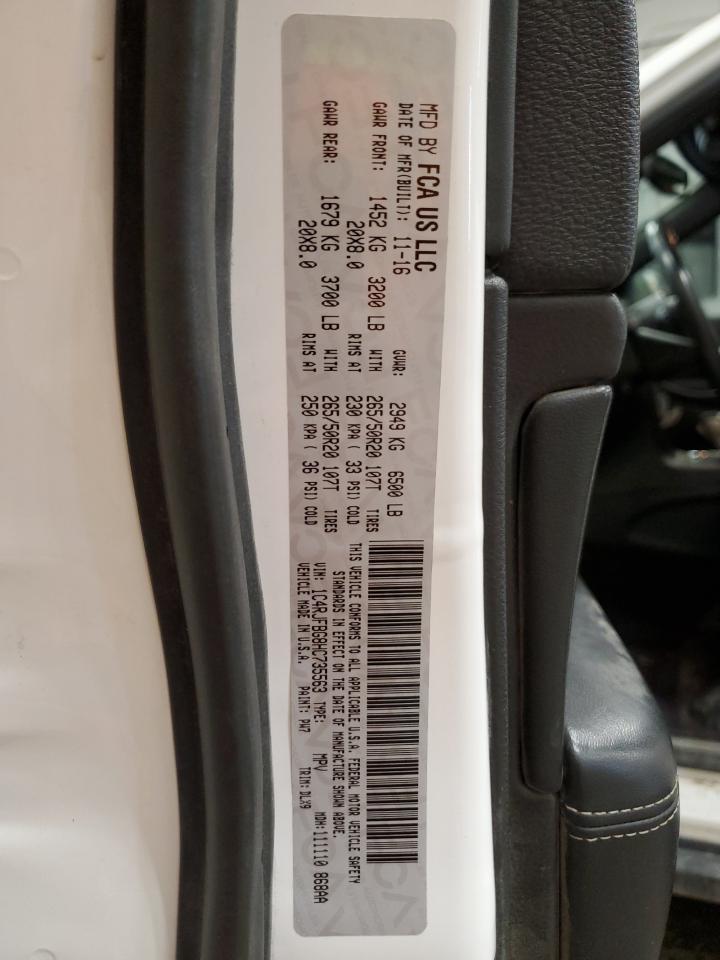 MFD BY FCA US LLC
DATE OF MFR(BUILT): 11-16 GVWR: 2949 KG 6500 LB
GAWR FRONT: 1452 KG 3200 LB WITH 265/50R20 107T TIRES
20X8.0 RIMS AT 230 KPA ( 33 PSI) COLD
GAWR REAR: 1679 KG 3700 LB WITH 265/50R20 107T TIRES
20X8.0 RIMS AT 250 KPA ( 36 PSI) COLD
THIS VEHICLE CONFORMS TO ALL APPLICABLE U.S.A. FEDERAL MOTOR VEHICLE SAFETY
STANDARDS IN EFFECT ON THE DATE OF MANUFACTURE SHOWN ABOVE.
VIN: 1C4RJFBG8HC735563 TYPE: MPV MDH:111110 868AA
VEHICLE MADE IN U.S.A. PAINT: PW7 TRIM: DLX9